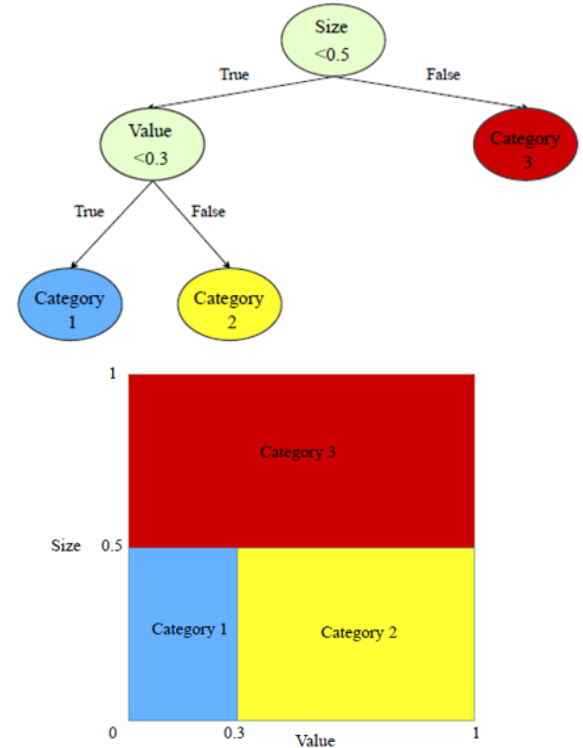 Size
<0.5
True
False
Value
<0.3
Category
3
True
False
Category
1
Category
2
1
Category 3
Size
0.5
Category 1
Category 2
0
0.3
Value
1